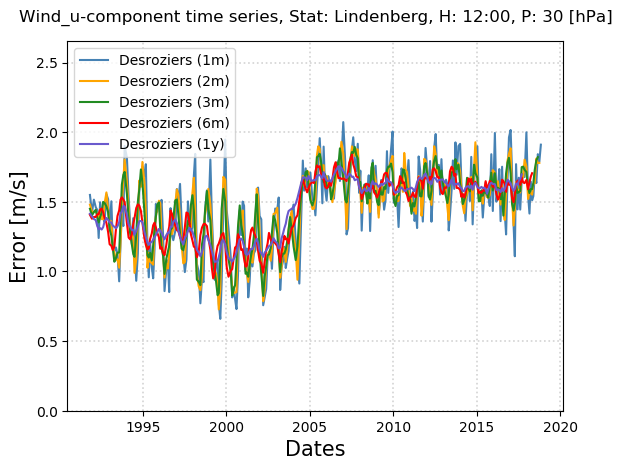 Wind_u-component time series, Stat: Lindenberg, H: 12:00, P: 30 [hPa]
Desroziers (1m)
Desroziers (2m)
Desroziers (3m)
Desroziers (6m)
Desroziers (1y)
Error [m/s]
2.5
2.0
1.5
1.0
0.5
0.0
1995 2000 2005 2010 2015 2020
Dates